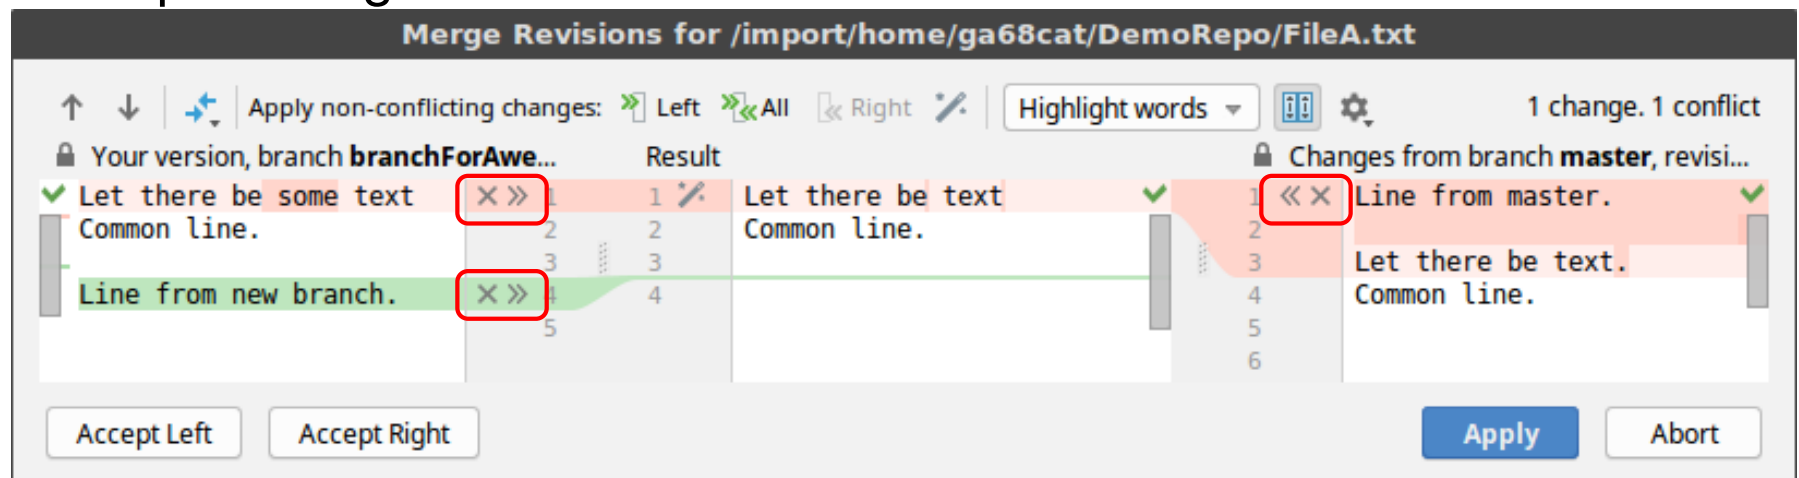 Merge Revisions for /import/home/ga68cat/DemoRepo/FileA.txt
Apply non-conflicting changes: Left All Right Highlight words 1 change. 1 conflict
Your version, branch branchForAwe... Result Changes from branch master, revisi...
Let there be some text 1 1 Let there be text 1 Line from master.
Common line. 2 2 Common line. 2
3 3 3 Let there be text.
Line from new branch. 4 4 4 Common line.
5 5
6
Accept Left Accept Right Apply Abort